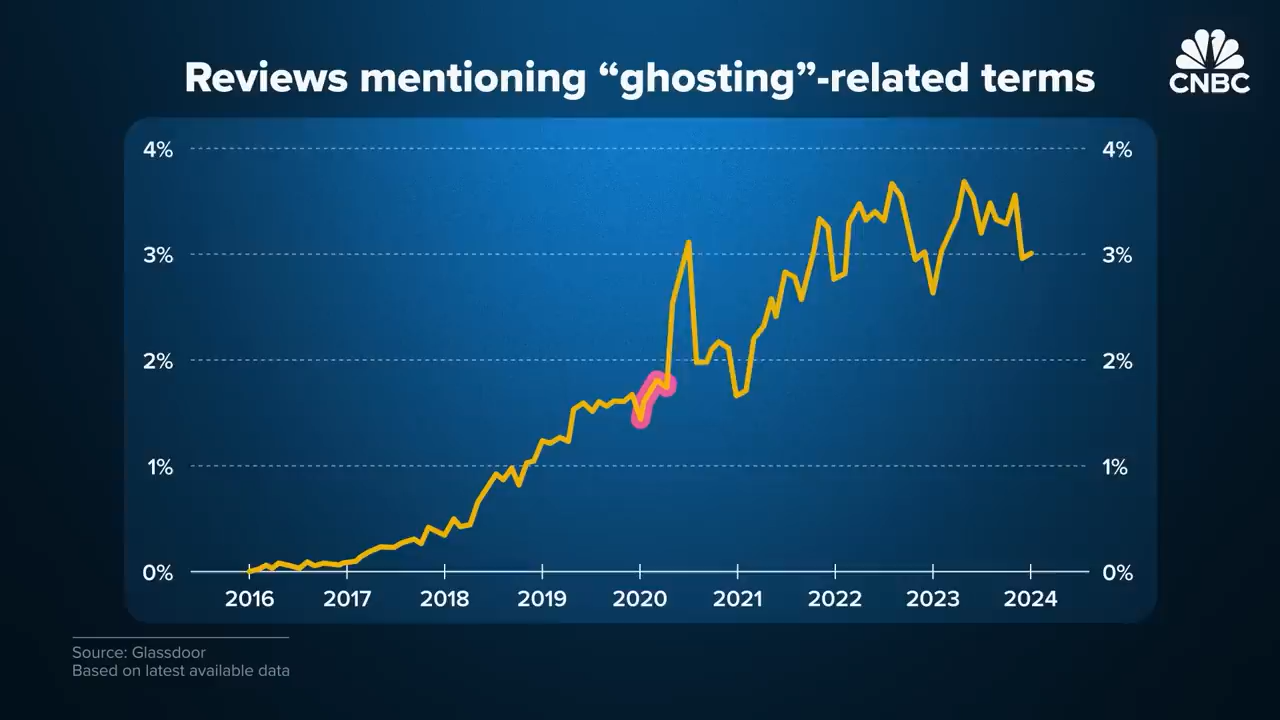 CNBC
Reviews mentioning “ghosting”-related terms
4% 4%
3% 3%
2% 2%
1% 1%
0% 0%
2016 2017 2018 2019 2020 2021 2022 2023 2024
Source: Glassdoor
Based on latest available data